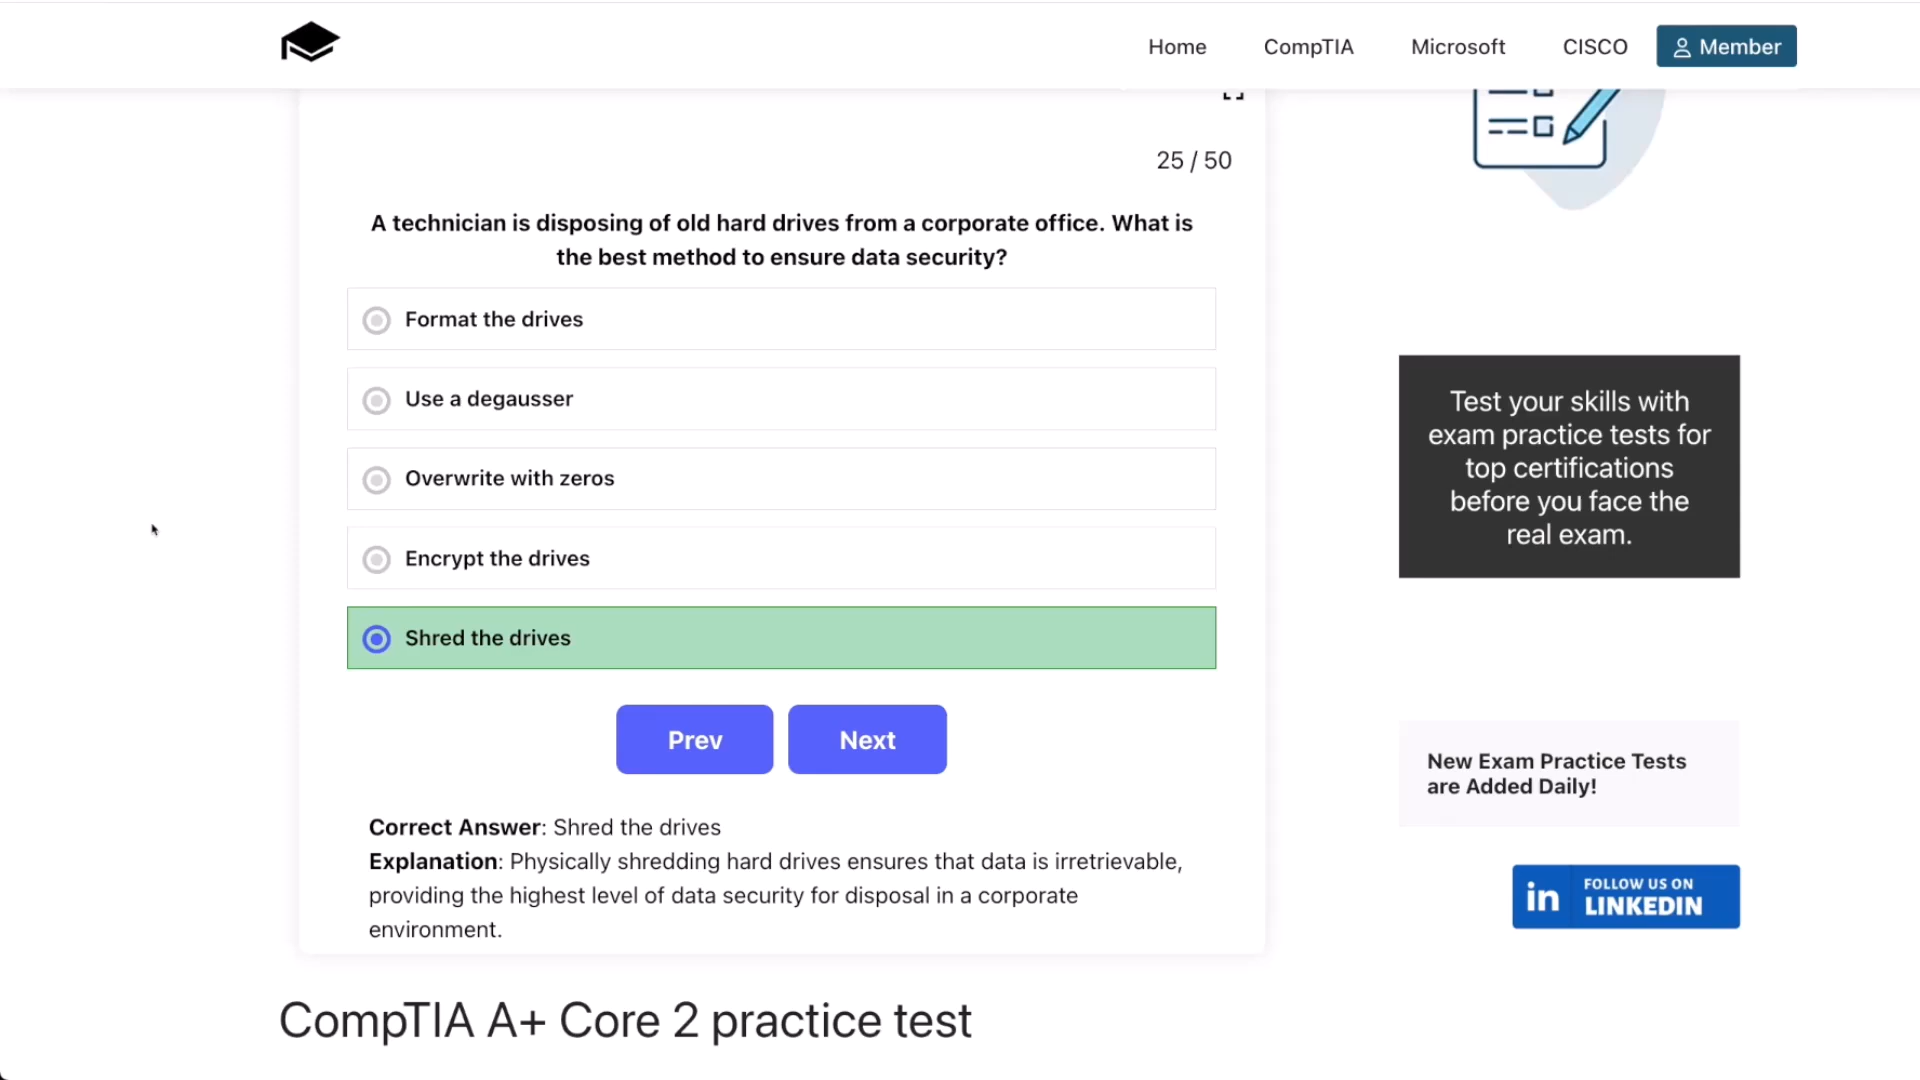 Home
CompTIA
Microsoft
CISCO
Member
25 / 50
A technician is disposing of old hard drives from a corporate office. What is
the best method to ensure data security?
Format the drives
Use a degausser
Overwrite with zeros
Encrypt the drives
Shred the drives
Prev
Next
Correct Answer: Shred the drives
Explanation: Physically shredding hard drives ensures that data is irretrievable,
providing the highest level of data security for disposal in a corporate
environment.
CompTIA A+ Core 2 practice test
Test your skills with
exam practice tests for
top certifications
before you face the
real exam.
New Exam Practice Tests
are Added Daily!
in
FOLLOW US ON
LINKEDIN